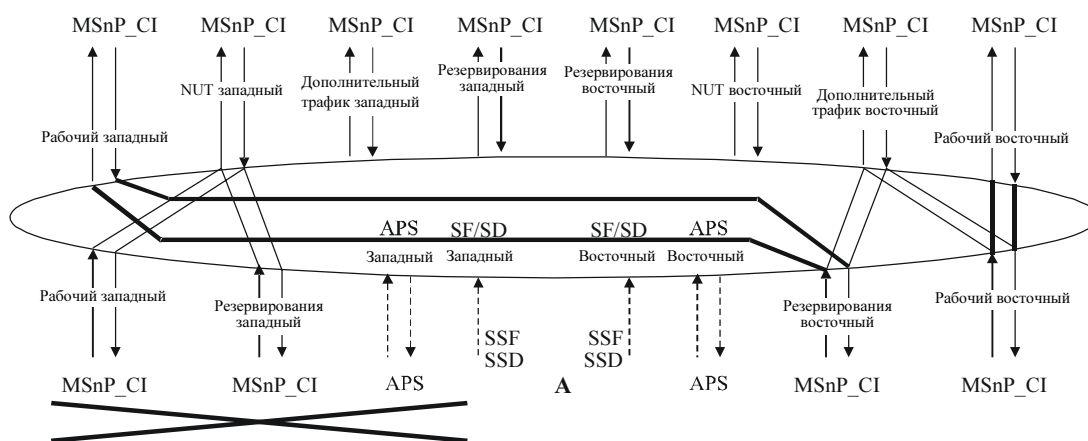 MSnP_CI MSnP_CI MSnP_CI MSnP_CI MSnP_CI MSnP_CI MSnP_CI MSnP_CI
Рабочий западный
NUT западный
Дополнительный
трафик западный
Резервирования
западный
Резервирования
восточный
NUT восточный
Дополнительный
трафик восточный
Рабочий восточный
APS
Западный
SF/SD
Западный
SF/SD
Восточный
APS
Восточный
Рабочий западный
Резервирования
западный
SSF
SSD
SSF
SSD
Резервирования
восточный
Рабочий восточный
MSnP_CI MSnP_CI APS A APS MSnP_CI MSnP_CI